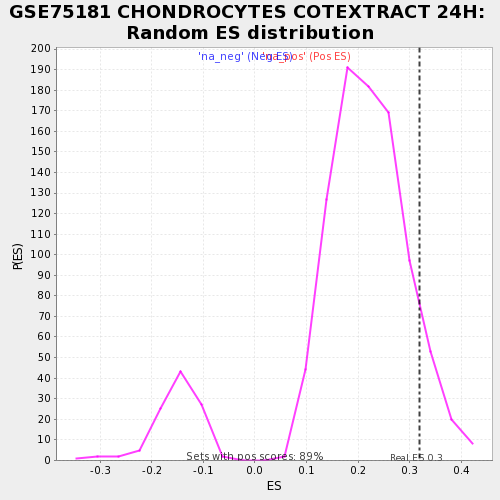 GSE75181 CHONDROCYTES COTEXTRACT 24H:
Random ES distribution
'na_neg' (Neg ES)
'na_pos' (Pos ES)
200
190
180
170
160
150
140
130
120
110
100
90
80
70
60
50
40
30
20
10
0
P(ES)
Sets with pos scores: 89%
Real ES 0.3
-0.3 -0.2 -0.1 0.0 0.1 0.2 0.3 0.4
ES